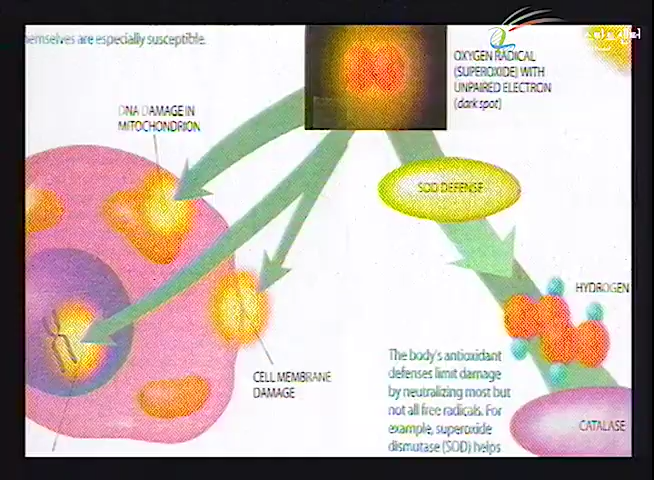 themselves are especially susceptible.
OXYGEN RADICAL
(SUPEROXIDE) WITH
UNPAIRED ELECTRON
(dark spot)
DNA DAMAGE IN
MITOCHONDRION
SOD DEFENSE
HYDROGEN
CELL MEMBRANE
DAMAGE
The body's antioxidant
defenses limit damage
by neutralizing most but
not all free radicals. For
example, superoxide
dismutase (SOD) helps
CATALASE